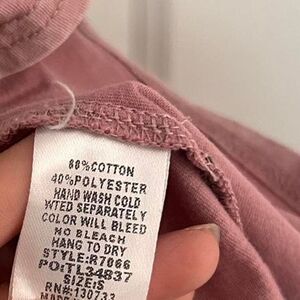 60%COTTON
40%POLYESTER
HAND WASH COLD
WTED SEPARATELY
COLOR WILL BLEED
NO BLEACH
HANG TO DRY
STYLE:R7066
PO:TL34837
SIZE:S
RN#:130733